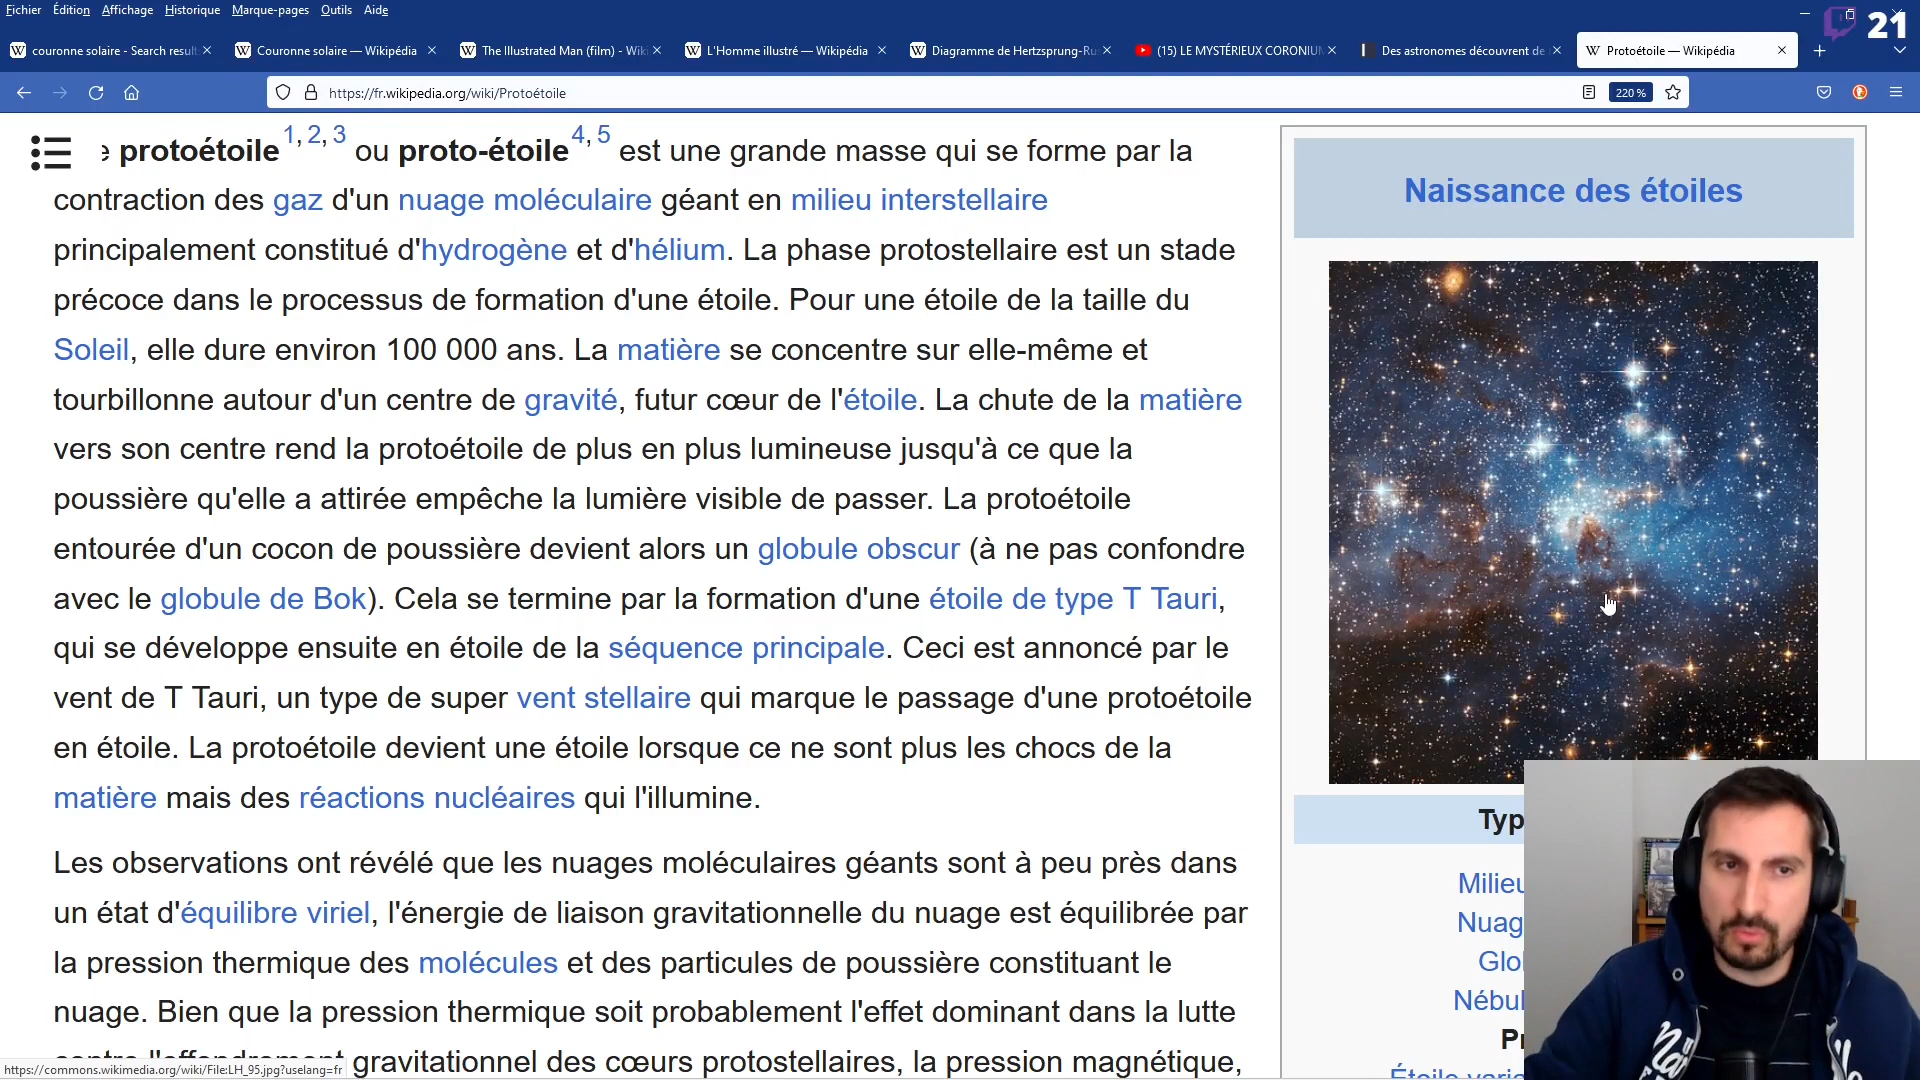 Fichier Édition Affichage Historique Marque-pages Outils Aide
21
couronne solaire - Search result
Couronne solaire — Wikipédia
The Illustrated Man (film) - Wiki
L'Homme illustré — Wikipédia
Diagramme de Hertzsprung-Ru
(15) LE MYSTÉRIEUX CORONIUM
Des astronomes découvrent de
Protoétoile — Wikipédia
https://fr.wikipedia.org/wiki/Protoétoile
220 %
e protoétoile 1, 2, 3 ou proto-étoile 4, 5 est une grande masse qui se forme par la
contraction des gaz d'un nuage moléculaire géant en milieu interstellaire
principalement constitué d'hydrogène et d'hélium. La phase protostellaire est un stade
précoce dans le processus de formation d'une étoile. Pour une étoile de la taille du
Soleil, elle dure environ 100 000 ans. La matière se concentre sur elle-même et
tourbillonne autour d'un centre de gravité, futur cœur de l'étoile. La chute de la matière
vers son centre rend la protoétoile de plus en plus lumineuse jusqu'à ce que la
poussière qu'elle a attirée empêche la lumière visible de passer. La protoétoile
entourée d'un cocon de poussière devient alors un globule obscur (à ne pas confondre
avec le globule de Bok). Cela se termine par la formation d'une étoile de type T Tauri,
qui se développe ensuite en étoile de la séquence principale. Ceci est annoncé par le
vent de T Tauri, un type de super vent stellaire qui marque le passage d'une protoétoile
en étoile. La protoétoile devient une étoile lorsque ce ne sont plus les chocs de la
matière mais des réactions nucléaires qui l'illumine.
Les observations ont révélé que les nuages moléculaires géants sont à peu près dans
un état d'équilibre viriel, l'énergie de liaison gravitationnelle du nuage est équilibrée par
la pression thermique des molécules et des particules de poussière constituant le
nuage. Bien que la pression thermique soit probablement l'effet dominant dans la lutte
contre l'effondrement gravitationnel des cœurs protostellaires, la pression magnétique,
https://commons.wikimedia.org/wiki/File:LH_95.jpg?uselang=fr
Naissance des étoiles
Typ
Milieu
Nuag
Glo
Nébul
Pr
Étoile varia